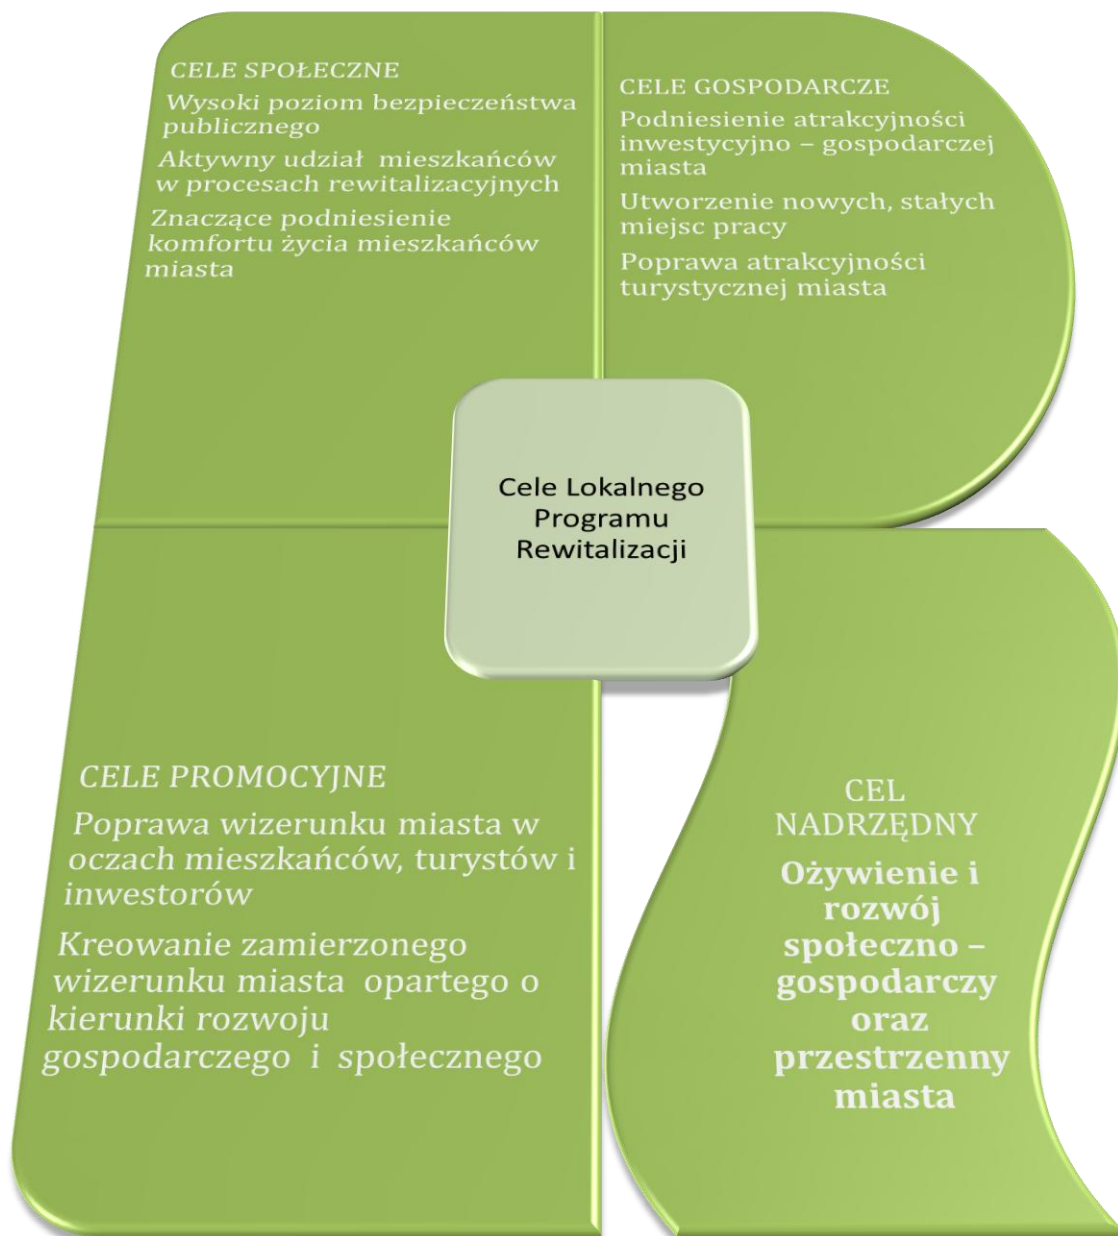 CELE SPOŁECZNE
Wysoki poziom bezpieczeństwa
publicznego
Aktywny udział mieszkańców
w procesach rewitalizacyjnych
Znaczące podniesienie
komfortu życia mieszkańców
miasta
CELE GOSPODARCZE
Podniesienie atrakcyjności
inwestycyjno – gospodarczej
miasta
Utworzenie nowych, stałych
miejsc pracy
Poprawa atrakcyjności
turystycznej miasta
Cele Lokalnego
Programu
Rewitalizacji
CELE PROMOCYJNE
Poprawa wizerunku miasta w
oczach mieszkańców, turystów i
inwestorów
Kreowanie zamierzonego
wizerunku miasta opartego o
kierunki rozwoju
gospodarczego i społecznego
CEL
NADRZĘDNY
Ożywienie i
rozwój
społeczno –
gospodarczy
oraz
przestrzenny
miasta